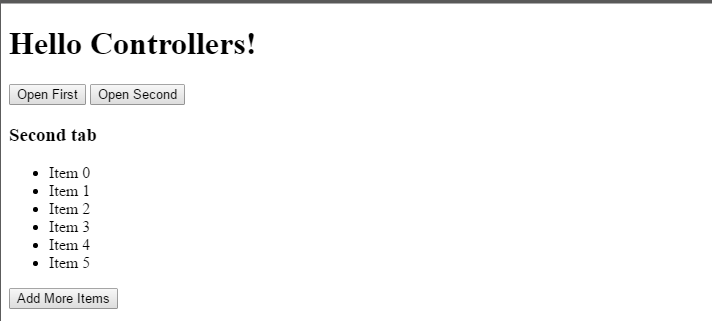 Hello Controllers!
Open First Open Second
Second tab
Item 0
Item 1
Item 2
Item 3
Item 4
Item 5
Add More Items